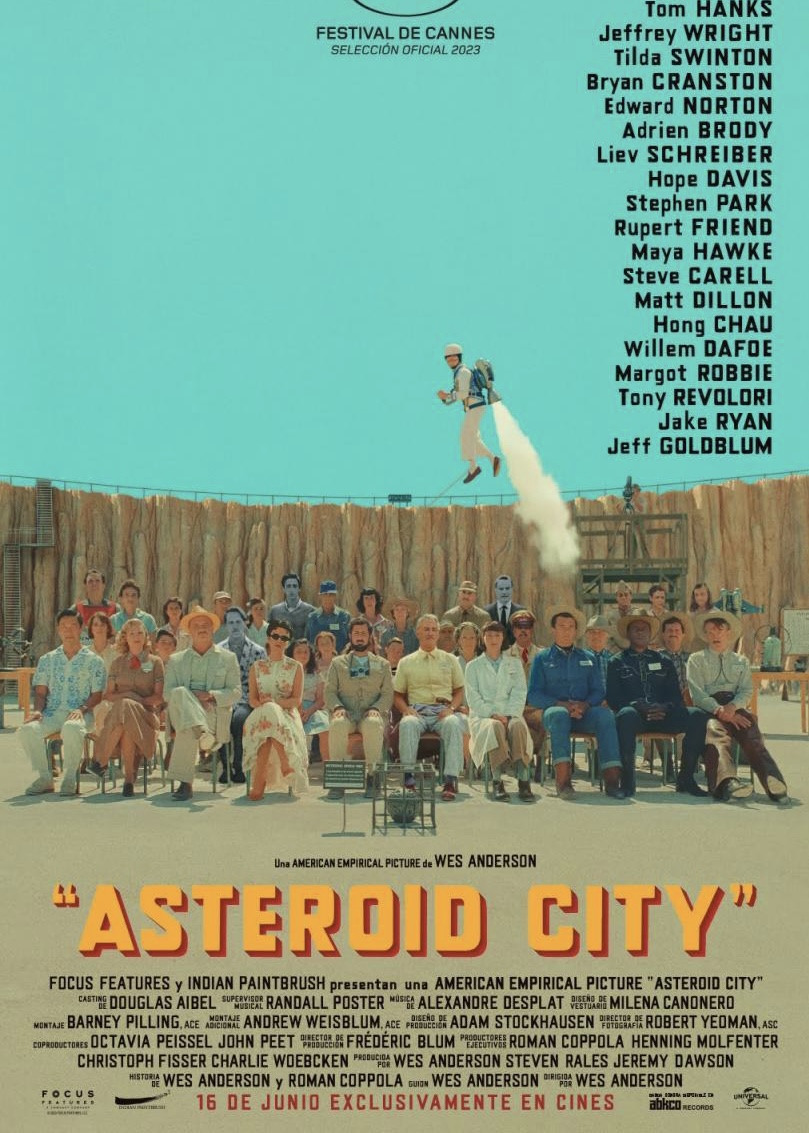 FESTIVAL DE CANNES
SELECCIÓN OFICIAL 2023
Tom HANKS
Jeffrey WRIGHT
Tilda SWINTON
Bryan CRANSTON
Edward NORTON
Adrien BRODY
Liev SCHREIBER
Hope DAVIS
Stephen PARK
Rupert FRIEND
Maya HAWKE
Steve CARELL
Matt DILLON
Hong CHAU
Willem DAFOE
Margot ROBBIE
Tony REVOLORI
Jake RYAN
Jeff GOLDBLUM
Una AMERICAN EMPIRICAL PICTURE de WES ANDERSON
“ASTEROID CITY”
FOCUS FEATURES y INDIAN PAINTBRUSH presentan una AMERICAN EMPIRICAL PICTURE "ASTEROID CITY"
CASTING DE DOUGLAS AIBEL SUPERVISOR MUSICAL RANDALL POSTER MÚSICA DE ALEXANDRE DESPLAT DISEÑO DE VESTUARIO MILENA CANONERO
MONTAJE BARNEY PILLING, ACE MONTAJE ADICIONAL ANDREW WEISBLUM, ACE DISEÑO DE PRODUCCIÓN ADAM STOCKHAUSEN DIRECTOR DE FOTOGRAFÍA ROBERT YEOMAN, ASC
COPRODUCTORES OCTAVIA PEISSEL JOHN PEET DIRECTOR DE PRODUCCIÓN FRÉDÉRIC BLUM PRODUCTORES EJECUTIVOS ROMAN COPPOLA HENNING MOLFENTER
CHRISTOPH FISSER CHARLIE WOEBCKEN PRODUCIDA POR WES ANDERSON STEVEN RALES JEREMY DAWSON
HISTORIA DE WES ANDERSON y ROMAN COPPOLA GUION WES ANDERSON DIRIGIDA POR WES ANDERSON
FOCUS FEATURES
INDIAN PAINTBRUSH
16 DE JUNIO EXCLUSIVAMENTE EN CINES
abkco RECORDS
UNIVERSAL